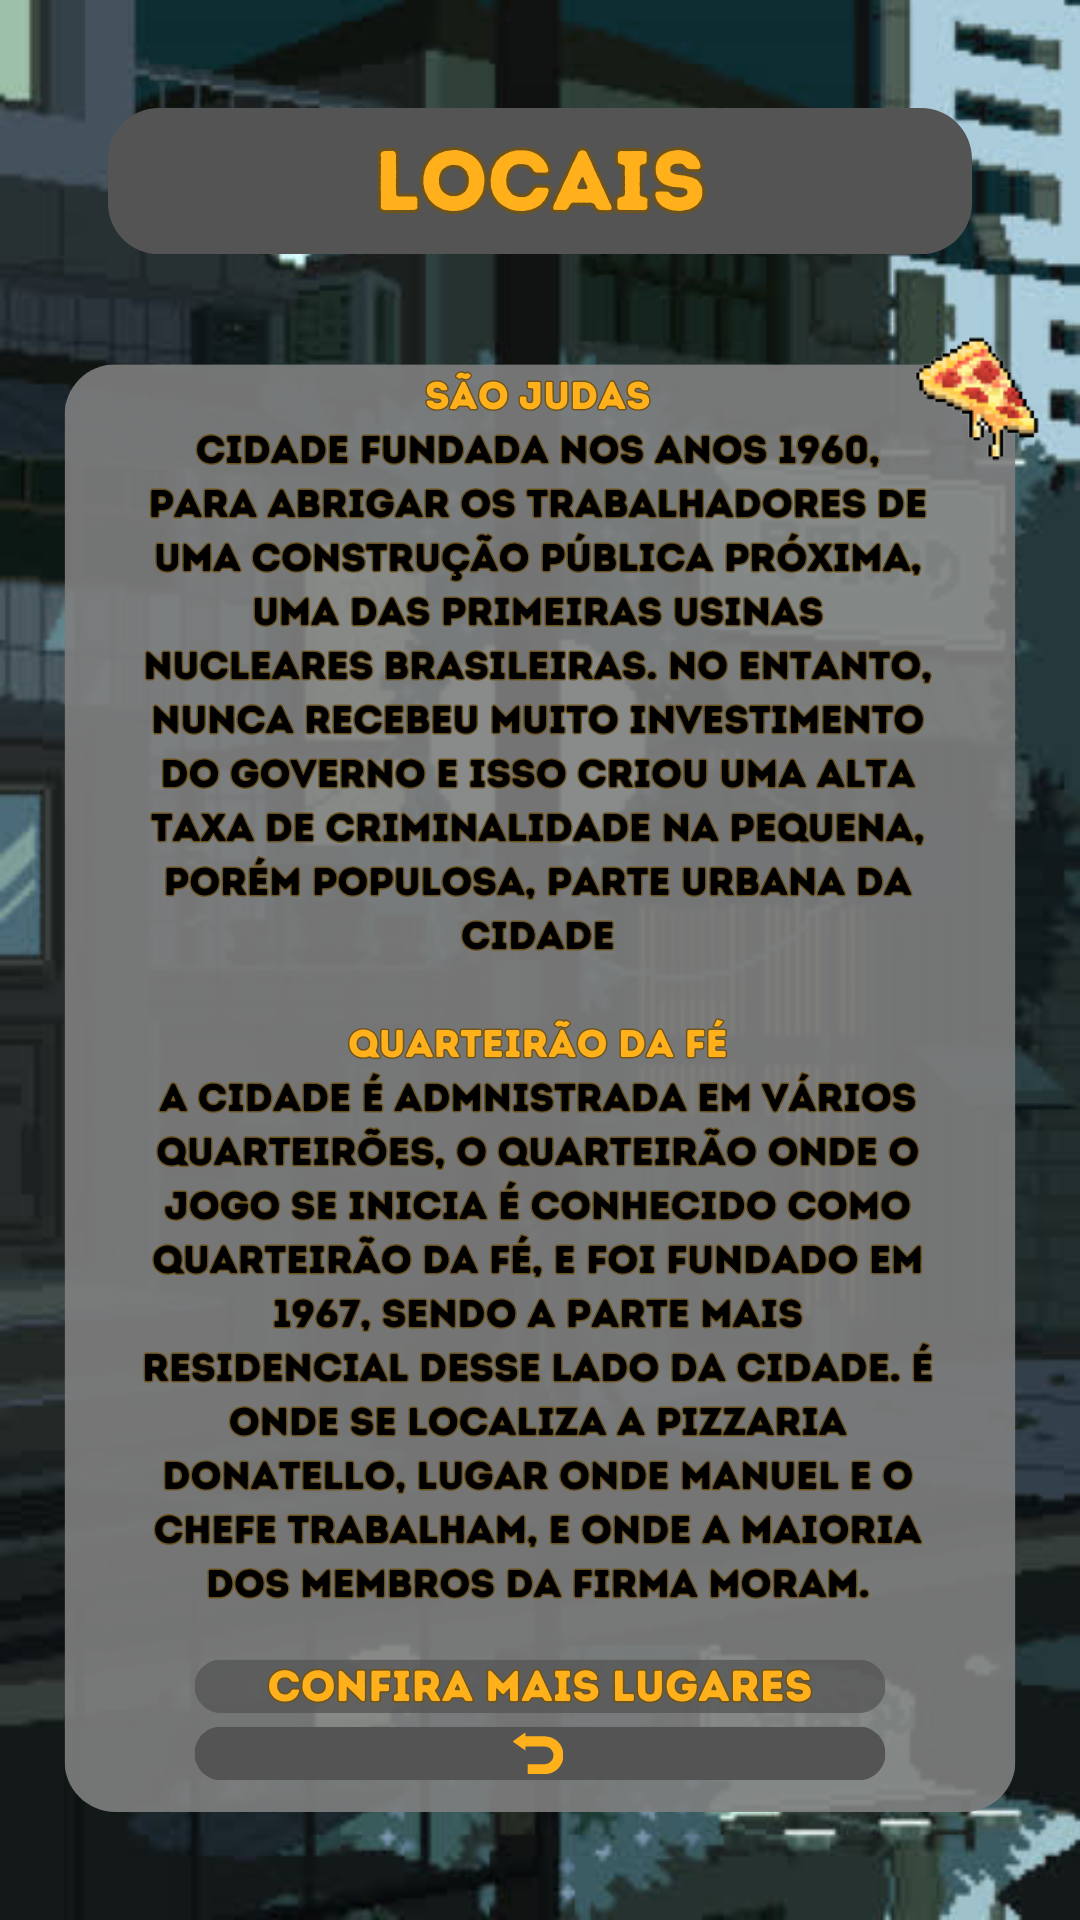 LOCAIS
SÃO JUDAS
CIDADE FUNDADA NOS ANOS 1960,
PARA ABRIGAR OS TRABALHADORES DE
UMA CONSTRUÇÃO PÚBLICA PRÓXIMA,
UMA DAS PRIMEIRAS USINAS
NUCLEARES BRASILEIRAS. NO ENTANTO,
NUNCA RECEBEU MUITO INVESTIMENTO
DO GOVERNO E ISSO CRIOU UMA ALTA
TAXA DE CRIMINALIDADE NA PEQUENA,
PORÉM POPULOSA, PARTE URBANA DA
CIDADE
QUARTEIRÃO DA FÉ
A CIDADE É ADMNISTRADA EM VÁRIOS
QUARTEIRÕES, O QUARTEIRÃO ONDE O
JOGO SE INICIA É CONHECIDO COMO
QUARTEIRÃO DA FÉ, E FOI FUNDADO EM
1967, SENDO A PARTE MAIS
RESIDENCIAL DESSE LADO DA CIDADE. É
ONDE SE LOCALIZA A PIZZARIA
DONATELLO, LUGAR ONDE MANUEL E O
CHEFE TRABALHAM, E ONDE A MAIORIA
DOS MEMBROS DA FIRMA MORAM.
CONFIRA MAIS LUGARES